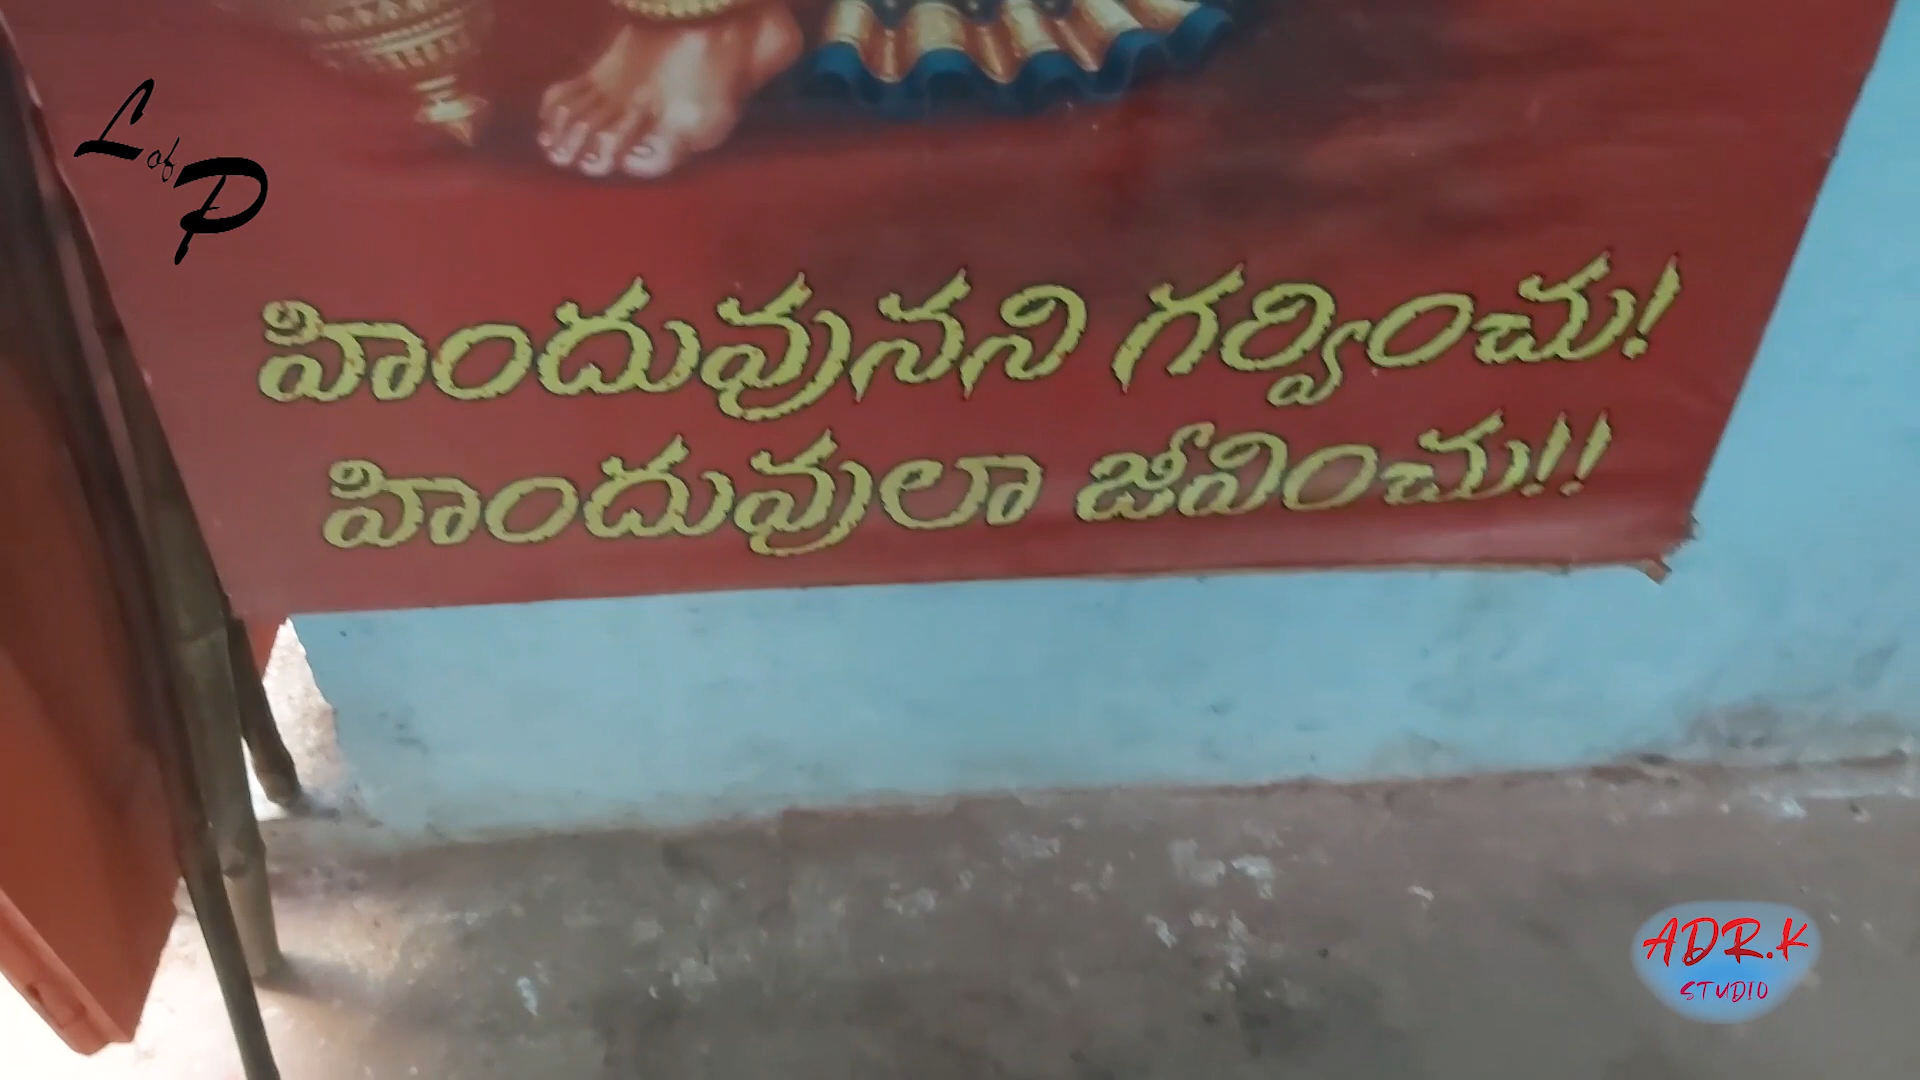 L of P
హిందువునని గర్వించు!
హిందువులా జీవించు!!
ADR.K
STUDIO